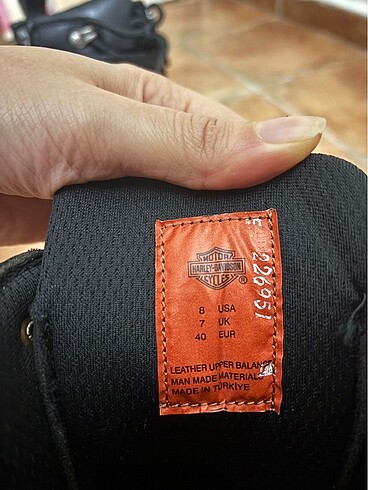 MOTOR
HARLEY-DAVIDSON
CYCLES
®
8 USA
7 UK
40 EUR
LEATHER UPPER BALANCE
MAN MADE MATERIALS
MADE IN TÜRKİYE
226951